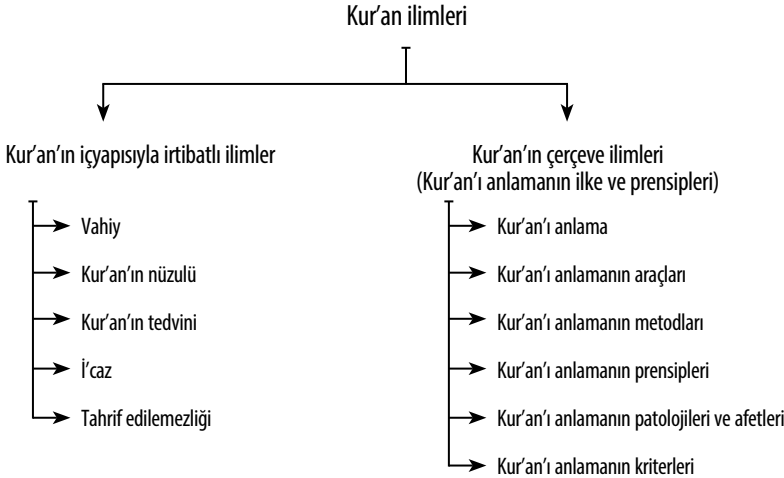 Kur’an ilimleri
Kur’an’ın içyapısıyla irtibatlı ilimler
Vahiy
Kur’an’ın nüzulü
Kur’an’ın tedvini
İ’caz
Tahrif edilemezliği
Kur’an’ın çerçeve ilimleri
(Kur’an’ı anlamanın ilke ve prensipleri)
Kur’an’ı anlama
Kur’an’ı anlamanın araçları
Kur’an’ı anlamanın metodları
Kur’an’ı anlamanın prensipleri
Kur’an’ı anlamanın patolojileri ve afetleri
Kur’an’ı anlamanın kriterleri